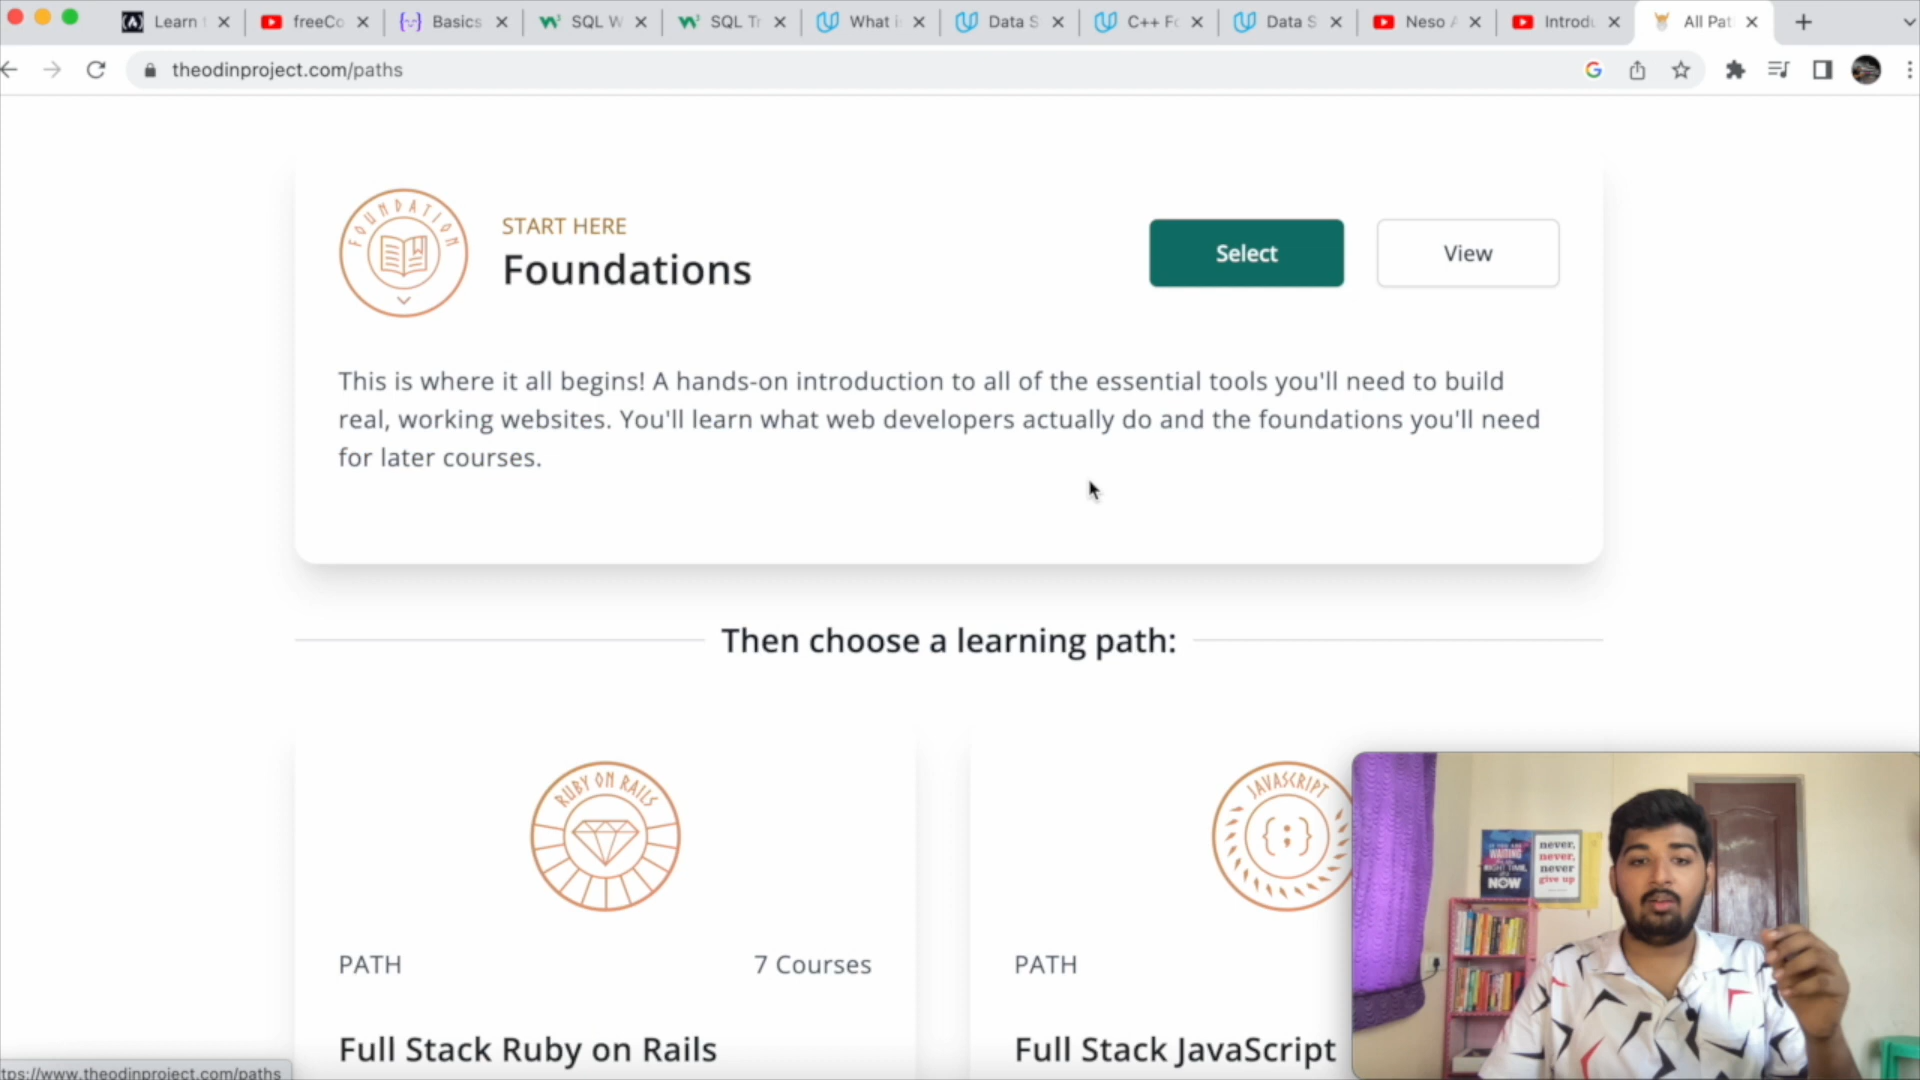 Learn
freeCo
Basics
SQL W
SQL Tr
What i
Data S
C++ Fo
Data S
Neso A
Introdu
All Pat
theodinproject.com/paths
FOUNDATION
START HERE
Foundations
Select
View
This is where it all begins! A hands-on introduction to all of the essential tools you'll need to build
real, working websites. You'll learn what web developers actually do and the foundations you'll need
for later courses.
Then choose a learning path:
RUBY ON RAILS
JAVASCRIPT
{;}
PATH
7 Courses
PATH
Full Stack Ruby on Rails
Full Stack JavaScript
WAITING
NOW
never,
never,
never
give up
tps://www.theodinproject.com/paths